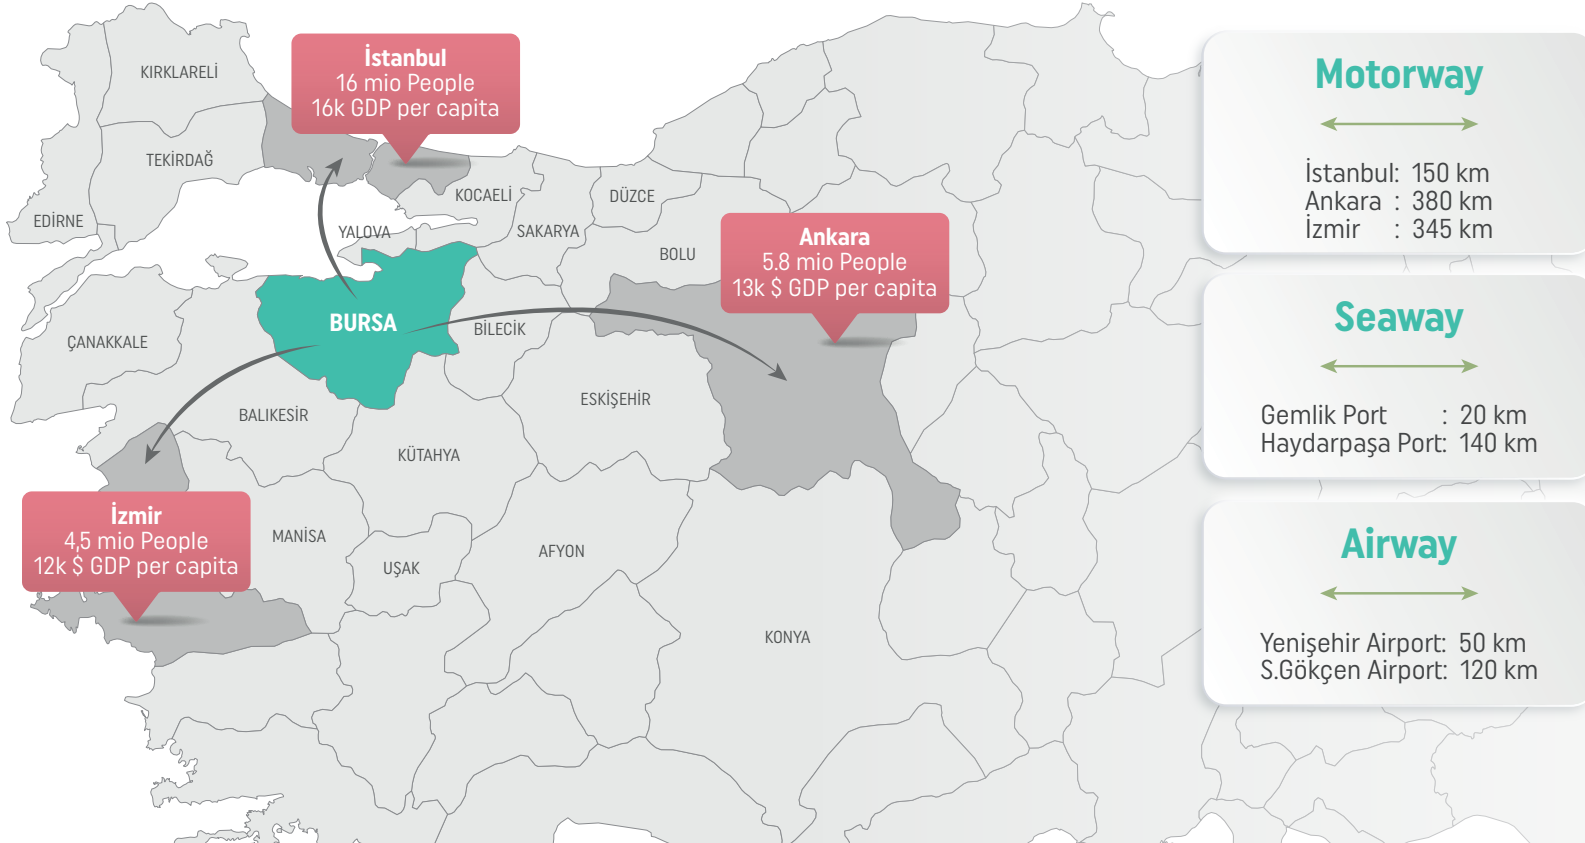 KIRKLARELİ
İstanbul
16 mio People
16k GDP per capita
TEKİRDAĞ
EDİRNE
YALOVA
KOCAELİ
SAKARYA
DÜZCE
BOLU
Ankara
5.8 mio People
13k $ GDP per capita
BURSA
BİLECİK
ÇANAKKALE
BALIKESİR
ESKİŞEHİR
KÜTAHYA
İzmir
4,5 mio People
12k $ GDP per capita
MANİSA
UŞAK
AFYON
KONYA
Motorway
İstanbul: 150 km
Ankara : 380 km
İzmir : 345 km
Seaway
Gemlik Port : 20 km
Haydarpaşa Port: 140 km
Airway
Yenişehir Airport: 50 km
S.Gökçen Airport: 120 km